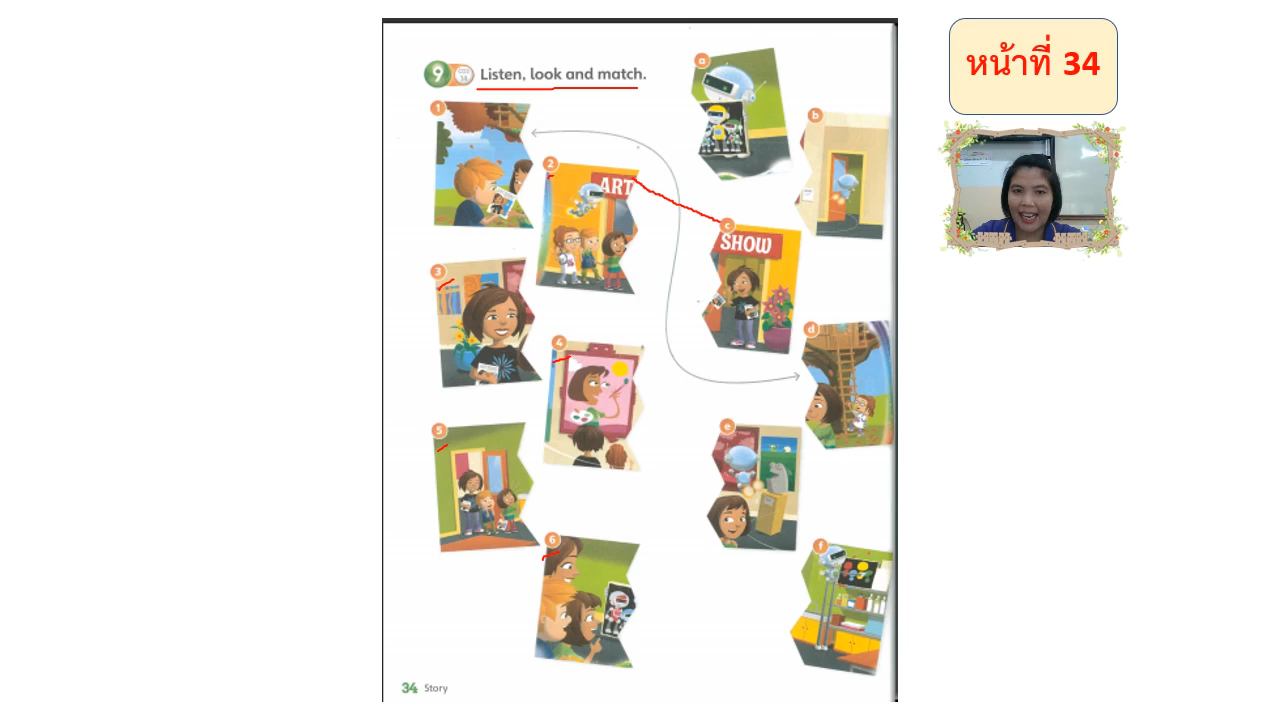 หน้าที่ 34
9
Listen, look and match.
1
a
b
2
ART
c
SHOW
3
d
4
5
e
6
f
34 Story